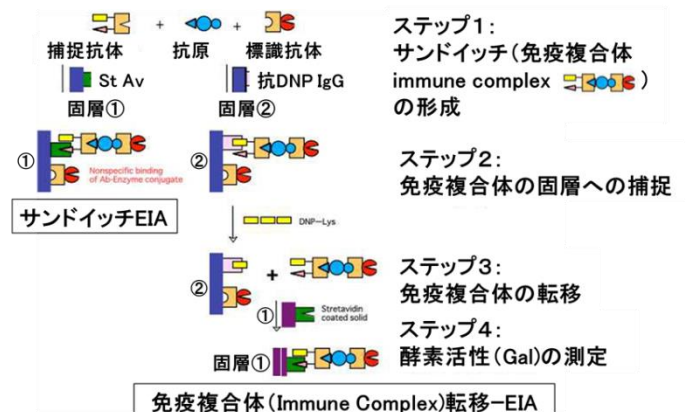 + +
捕捉抗体 抗原 標識抗体
St Av 抗DNP IgG
固層① 固層②
ステップ1:
サンドイッチ(免疫複合体
immune complex )
の形成
① Nonspecific binding
of Ab-Enzyme conjugate
②
サンドイッチEIA
ステップ2:
免疫複合体の固層への捕捉
DNP-Lys
② +
ステップ3:
免疫複合体の転移
① Stretavidin
coated solid
固層①
ステップ4:
酵素活性(Gal)の測定
免疫複合体(Immune Complex)転移-EIA